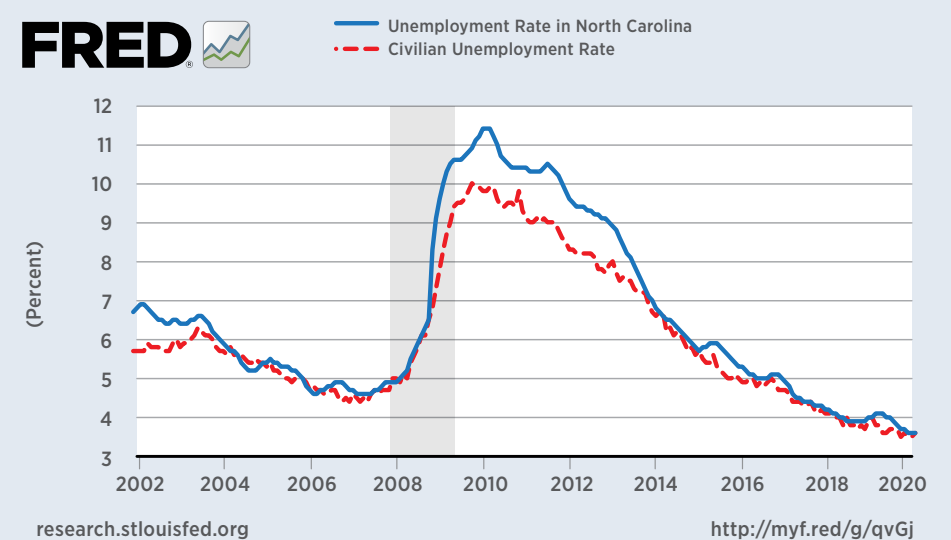 FRED®
Unemployment Rate in North Carolina
Civilian Unemployment Rate
(Percent)
12
11
10
9
8
7
6
5
4
3
2002 2004 2006 2008 2010 2012 2014 2016 2018 2020
research.stlouisfed.org
http://myf.red/g/qvGj